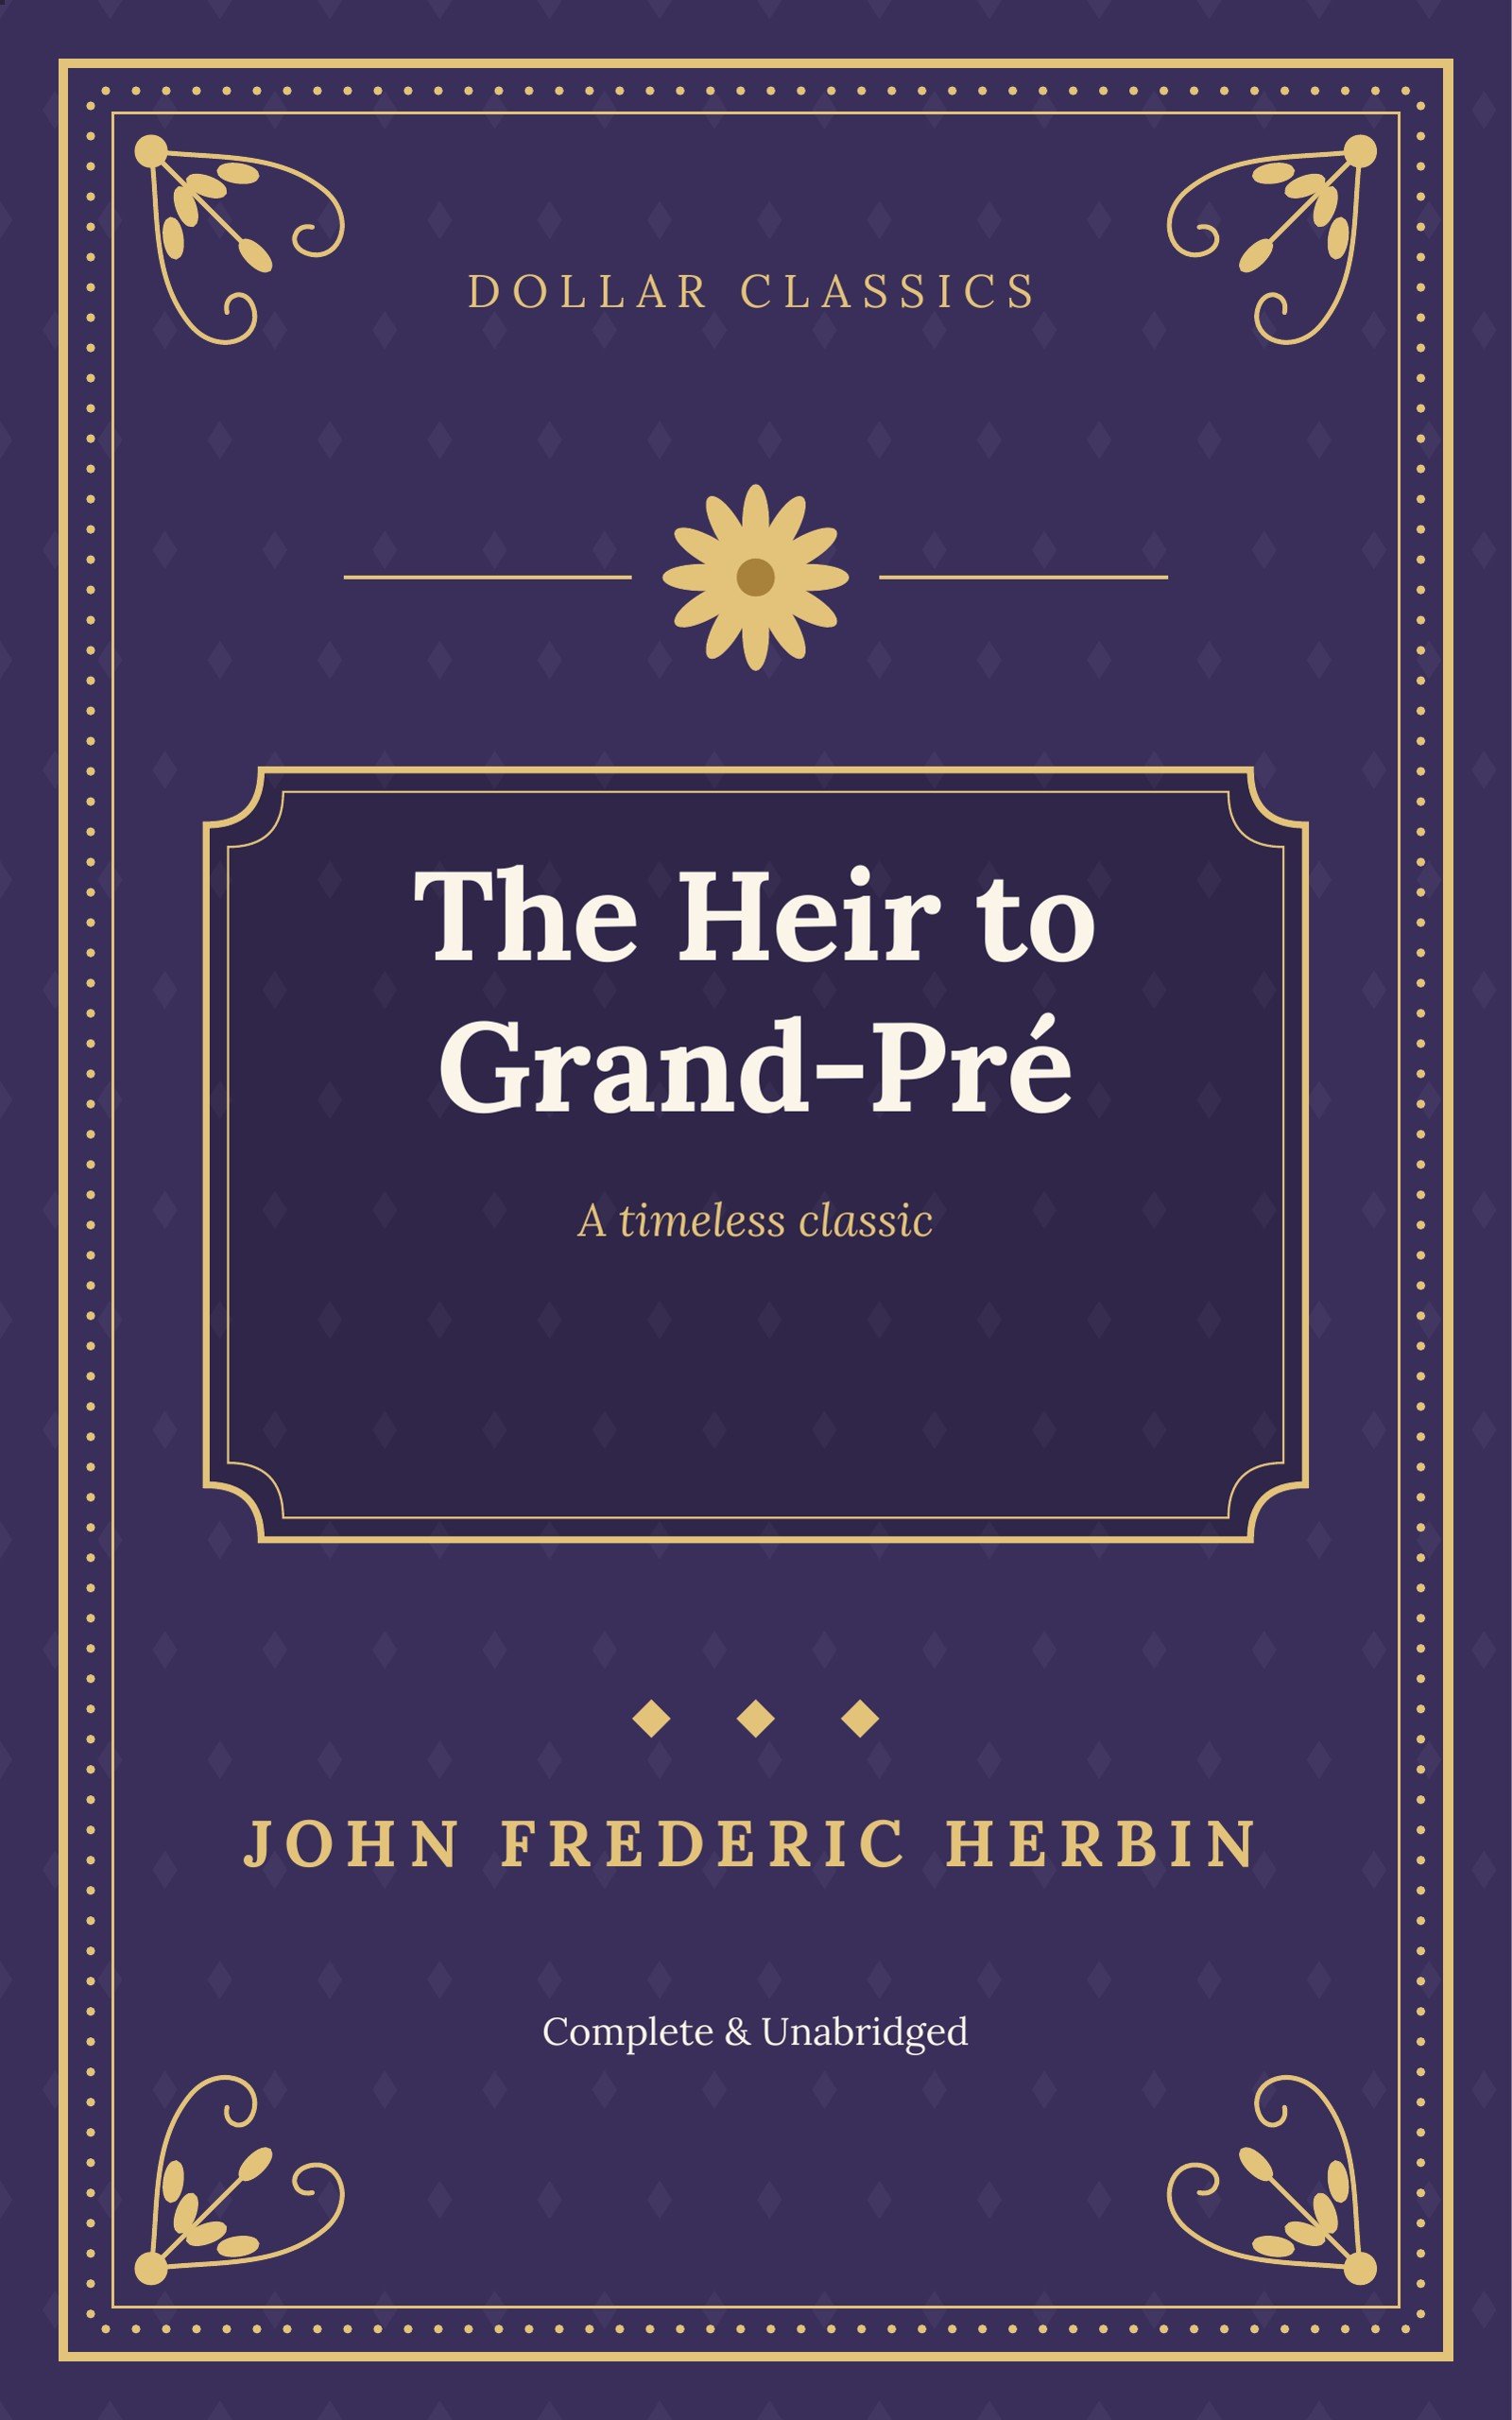 DOLLAR CLASSICS
The Heir to
Grand-Pré
A timeless classic
JOHN FREDERIC HERBIN
Complete & Unabridged